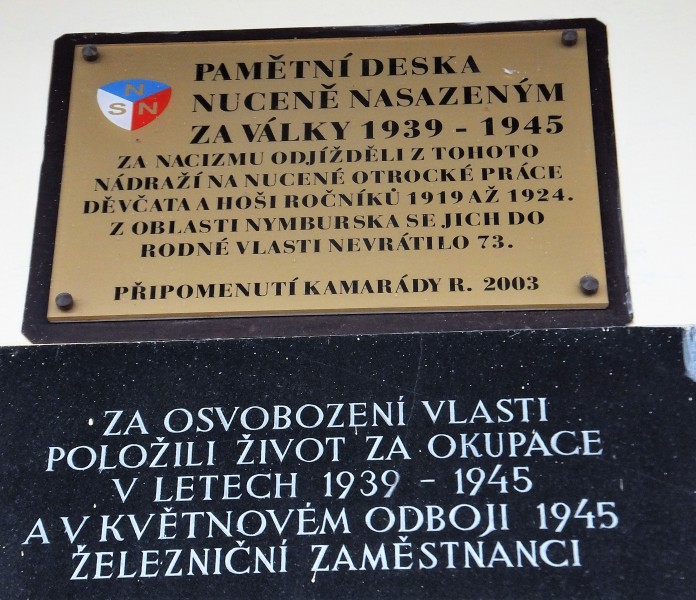 N
S N
PAMĚTNÍ DESKA
NUCENĚ NASAZENÝM
ZA VÁLKY 1939 - 1945
ZA NACIZMU ODJÍŽDĚLI Z TOHOTO
NÁDRAŽÍ NA NUCENÉ OTROCKÉ PRÁCE
DĚVČATA A HOŠI ROČNÍKŮ 1919 AŽ 1924.
Z OBLASTI NYMBURSKA SE JICH DO
RODNÉ VLASTI NEVRÁTILO 73.
PŘIPOMENUTÍ KAMARÁDY R. 2003
ZA OSVOBOZENÍ VLASTI
POLOŽILI ŽIVOT ZA OKUPACE
V LETECH 1939 - 1945
A V KVĚTNOVÉM ODBOJI 1945
ŽELEZNIČNÍ ZAMĚSTNANCI